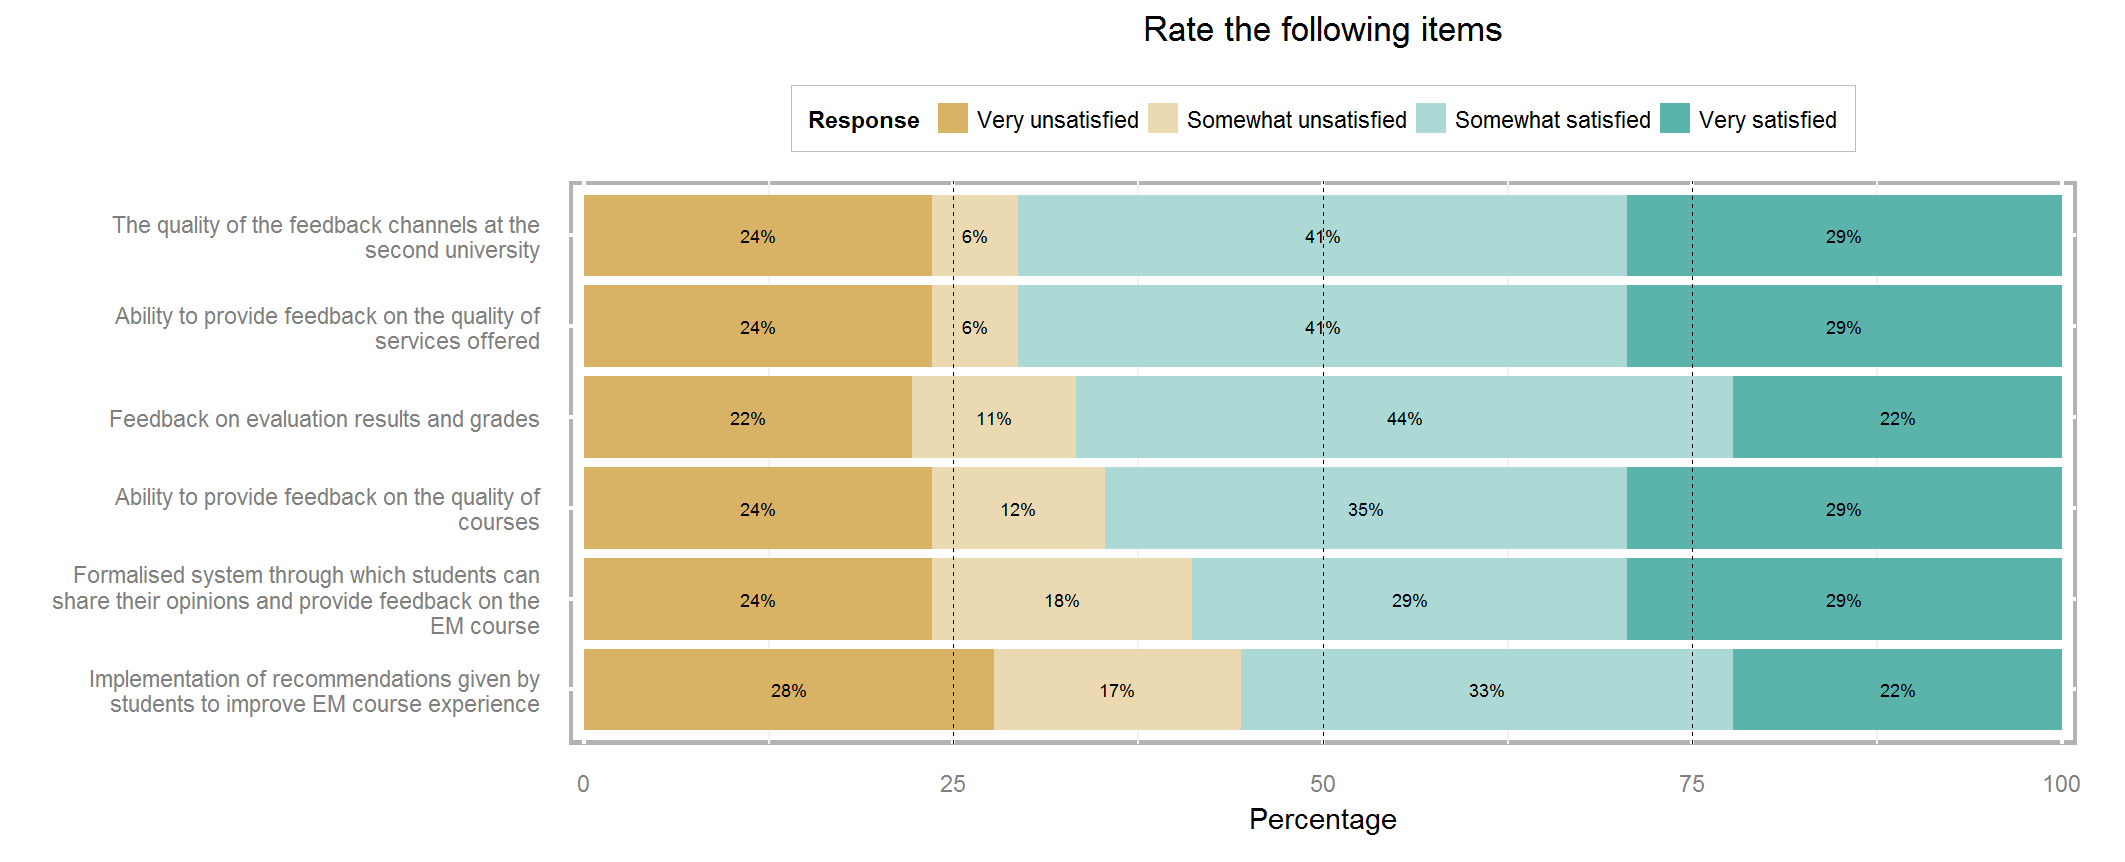 Rate the following items
Response Very unsatisfied Somewhat unsatisfied Somewhat satisfied Very satisfied
The quality of the feedback channels at the
second university
24% 6% 41% 29%
Ability to provide feedback on the quality of
services offered
24% 6% 41% 29%
Feedback on evaluation results and grades
22% 11% 44% 22%
Ability to provide feedback on the quality of
courses
24% 12% 35% 29%
Formalised system through which students can
share their opinions and provide feedback on the
EM course
24% 18% 29% 29%
Implementation of recommendations given by
students to improve EM course experience
28% 17% 33% 22%
0 25 50 75 100
Percentage